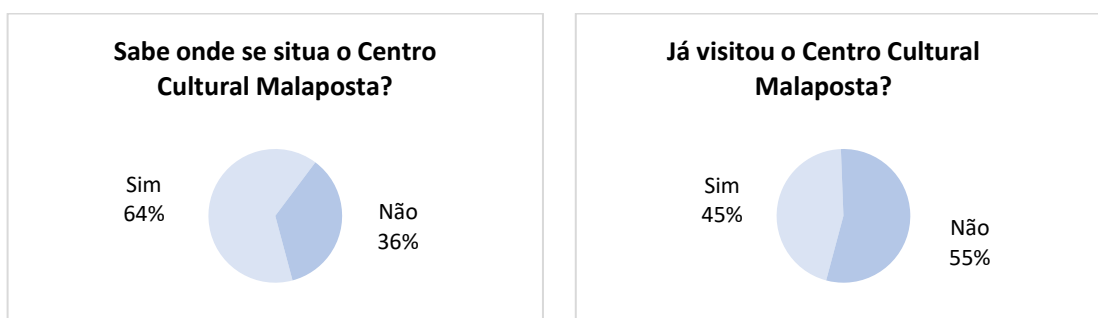 Sabe onde se situa o Centro
Cultural Malaposta?
Sim
64%
Não
36%
Já visitou o Centro Cultural
Malaposta?
Sim
45%
Não
55%